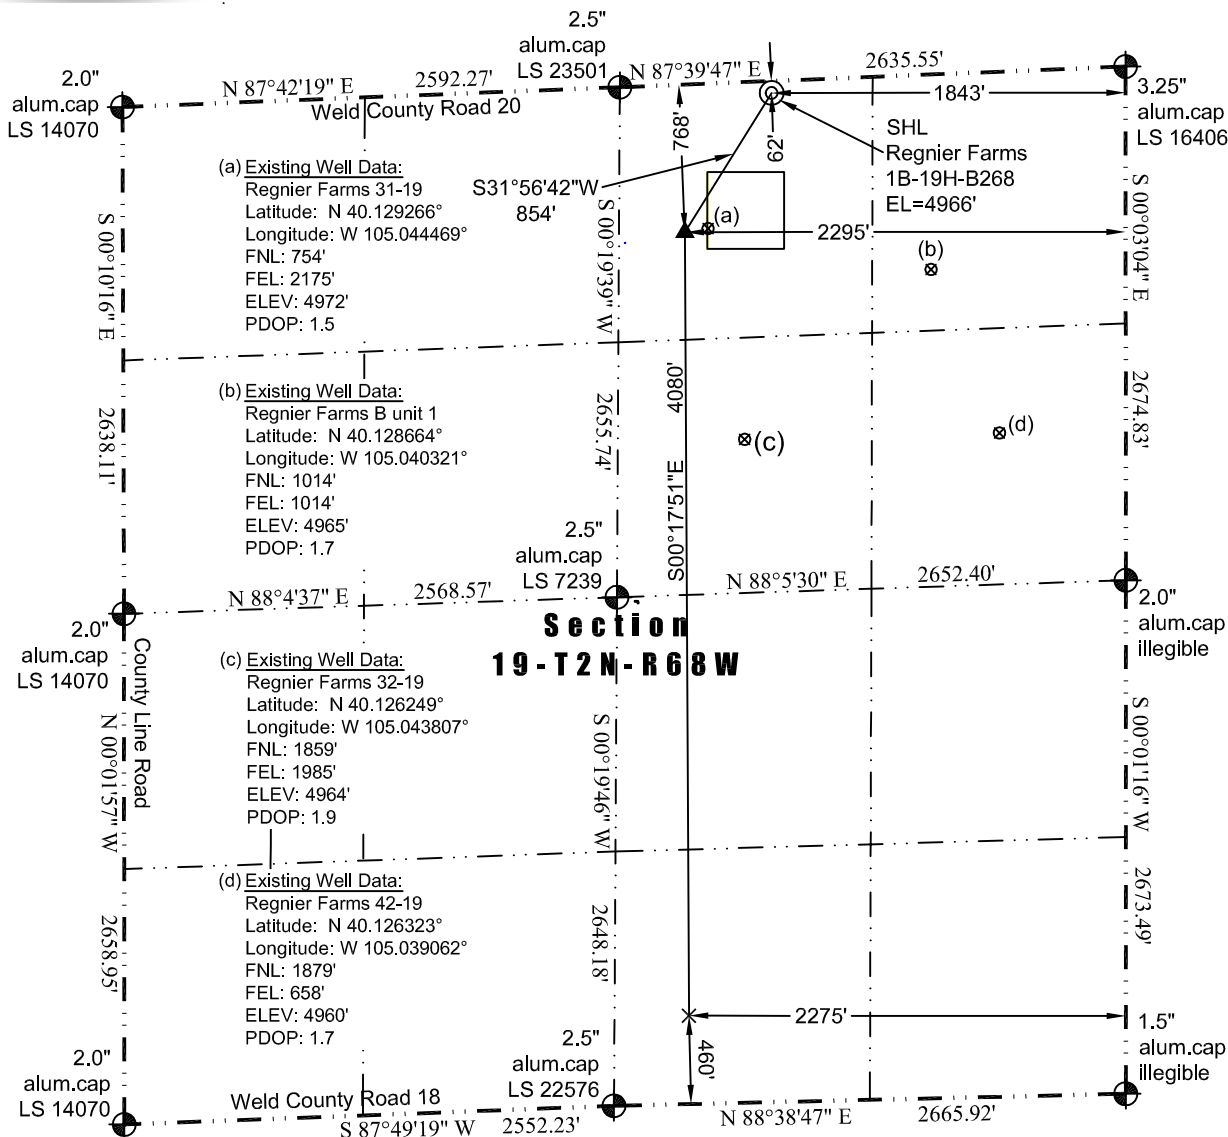 2.5"
alum.cap
LS 23501
2.0"
alum.cap
LS 14070
N 87°42'19" E
2592.27'
N 87°39'47" E
2635.55'
3.25"
alum.cap
LS 16406
Weld County Road 20
1843'
768'
62'
SHL
Regnier Farms
1B-19H-B268
EL=4966'
S31°56'42"W
854'
(a) Existing Well Data:
Regnier Farms 31-19
Latitude: N 40.129266°
Longitude: W 105.044469°
FNL: 754'
FEL: 2175'
ELEV: 4972'
PDOP: 1.5
(a)
2295'
(b)
S 00°10'16" E
S 00°19'39" W
S 00°03'04" E
(b) Existing Well Data:
Regnier Farms B unit 1
Latitude: N 40.128664°
Longitude: W 105.040321°
FNL: 1014'
FEL: 1014'
ELEV: 4965'
PDOP: 1.7
2638.11'
2655.74'
4080'
S00°17'51"E
2674.83'
(c)
(d)
2.5"
alum.cap
LS 7239
N 88°4'37" E
2568.57'
N 88°5'30" E
2652.40'
2.0"
alum.cap
LS 14070
2.0"
alum.cap
illegible
Section
19-T2N-R68W
County Line Road
(c) Existing Well Data:
Regnier Farms 32-19
Latitude: N 40.126249°
Longitude: W 105.043807°
FNL: 1859'
FEL: 1985'
ELEV: 4964'
PDOP: 1.9
N 00°01'57" W
S 00°19'46" W
S 00°01'16" W
(d) Existing Well Data:
Regnier Farms 42-19
Latitude: N 40.126323°
Longitude: W 105.039062°
FNL: 1879'
FEL: 658'
ELEV: 4960'
PDOP: 1.7
2658.95'
2648.18'
2673.49'
2275'
460'
2.0"
alum.cap
LS 14070
2.5"
alum.cap
LS 22576
1.5"
alum.cap
illegible
Weld County Road 18
S 87°49'19" W
2552.23'
N 88°38'47" E
2665.92'